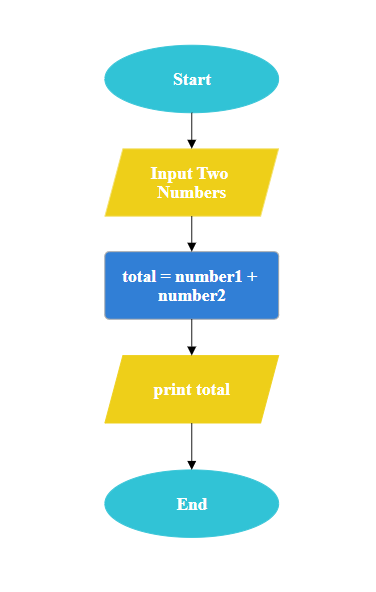 Start
Input Two
Numbers
total = number1 +
number2
print total
End